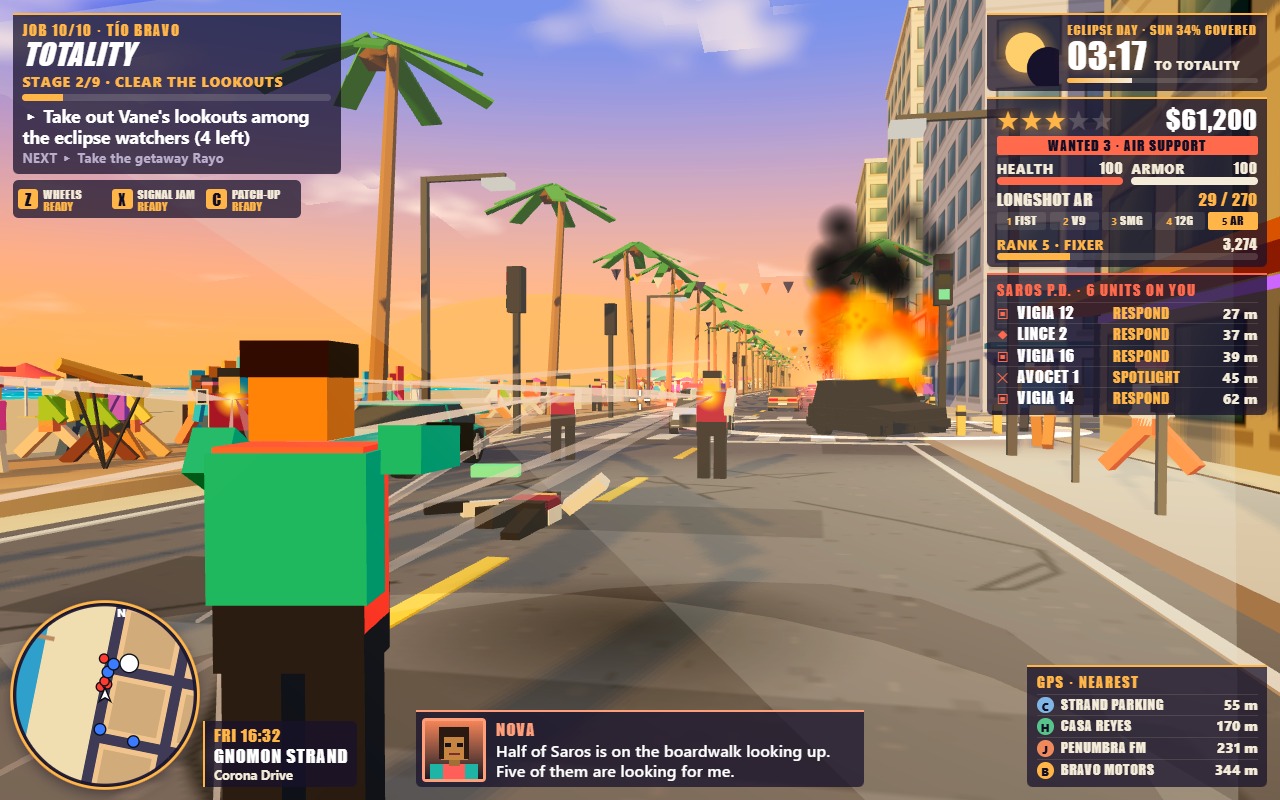 JOB 10/10 · TÍO BRAVO
TOTALITY
STAGE 2/9 · CLEAR THE LOOKOUTS
▸ Take out Vane's lookouts among
the eclipse watchers (4 left)
NEXT ▸ Take the getaway Rayo
Z WHEELS READY
X SIGNAL JAM READY
C PATCH-UP READY
ECLIPSE DAY · SUN 34% COVERED
03:17 TO TOTALITY
★★★★★ $61,200
WANTED 3 · AIR SUPPORT
HEALTH 100 ARMOR 100
LONGSHOT AR 29 / 270
1 FIST 2 V9 3 SMG 4 12G 5 AR
RANK 5 · FIXER 3,274
SAROS P.D. · 6 UNITS ON YOU
VIGIA 12 RESPOND 27 m
LINCE 2 RESPOND 37 m
VIGIA 16 RESPOND 39 m
AVOCET 1 SPOTLIGHT 45 m
VIGIA 14 RESPOND 62 m
N
FRI 16:32
GNOMON STRAND
Corona Drive
NOVA
Half of Saros is on the boardwalk looking up.
Five of them are looking for me.
GPS · NEAREST
C STRAND PARKING 55 m
H CASA REYES 170 m
J PENUMBRA FM 231 m
B BRAVO MOTORS 344 m